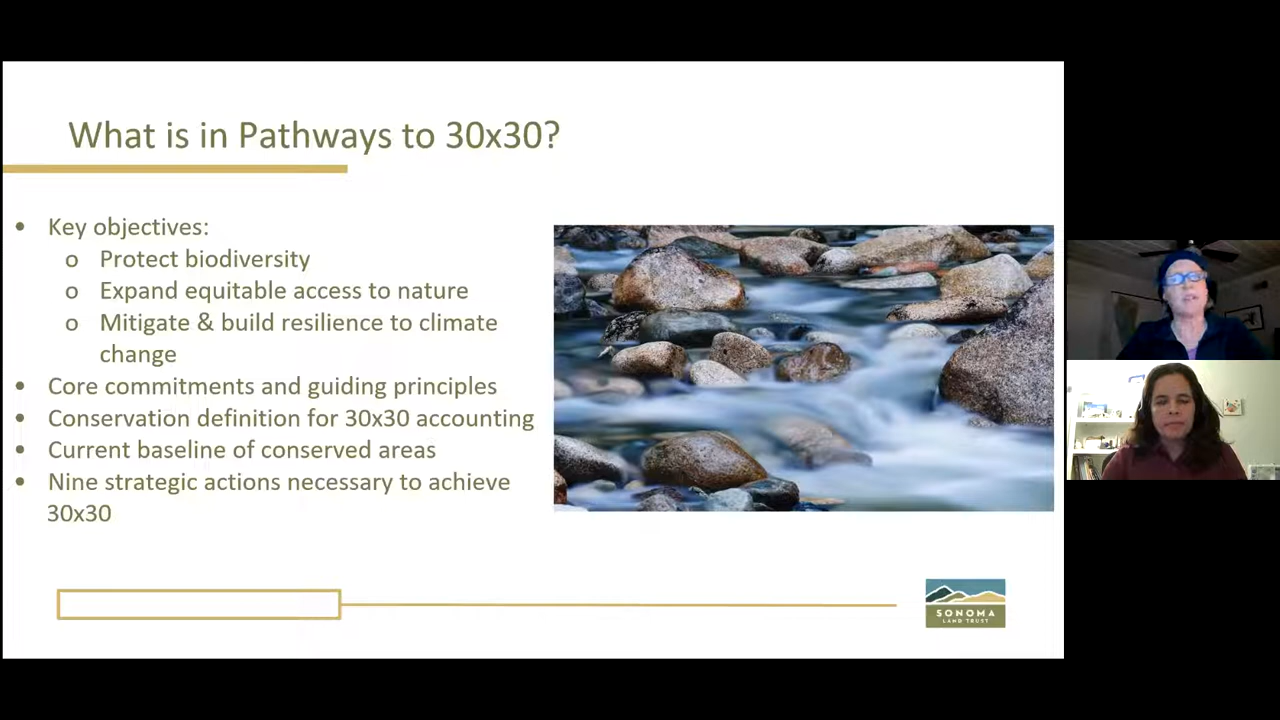 What is in Pathways to 30x30?
• Key objectives:
o Protect biodiversity
o Expand equitable access to nature
o Mitigate & build resilience to climate
change
• Core commitments and guiding principles
• Conservation definition for 30x30 accounting
• Current baseline of conserved areas
• Nine strategic actions necessary to achieve
30x30
SONOMA
LAND TRUST